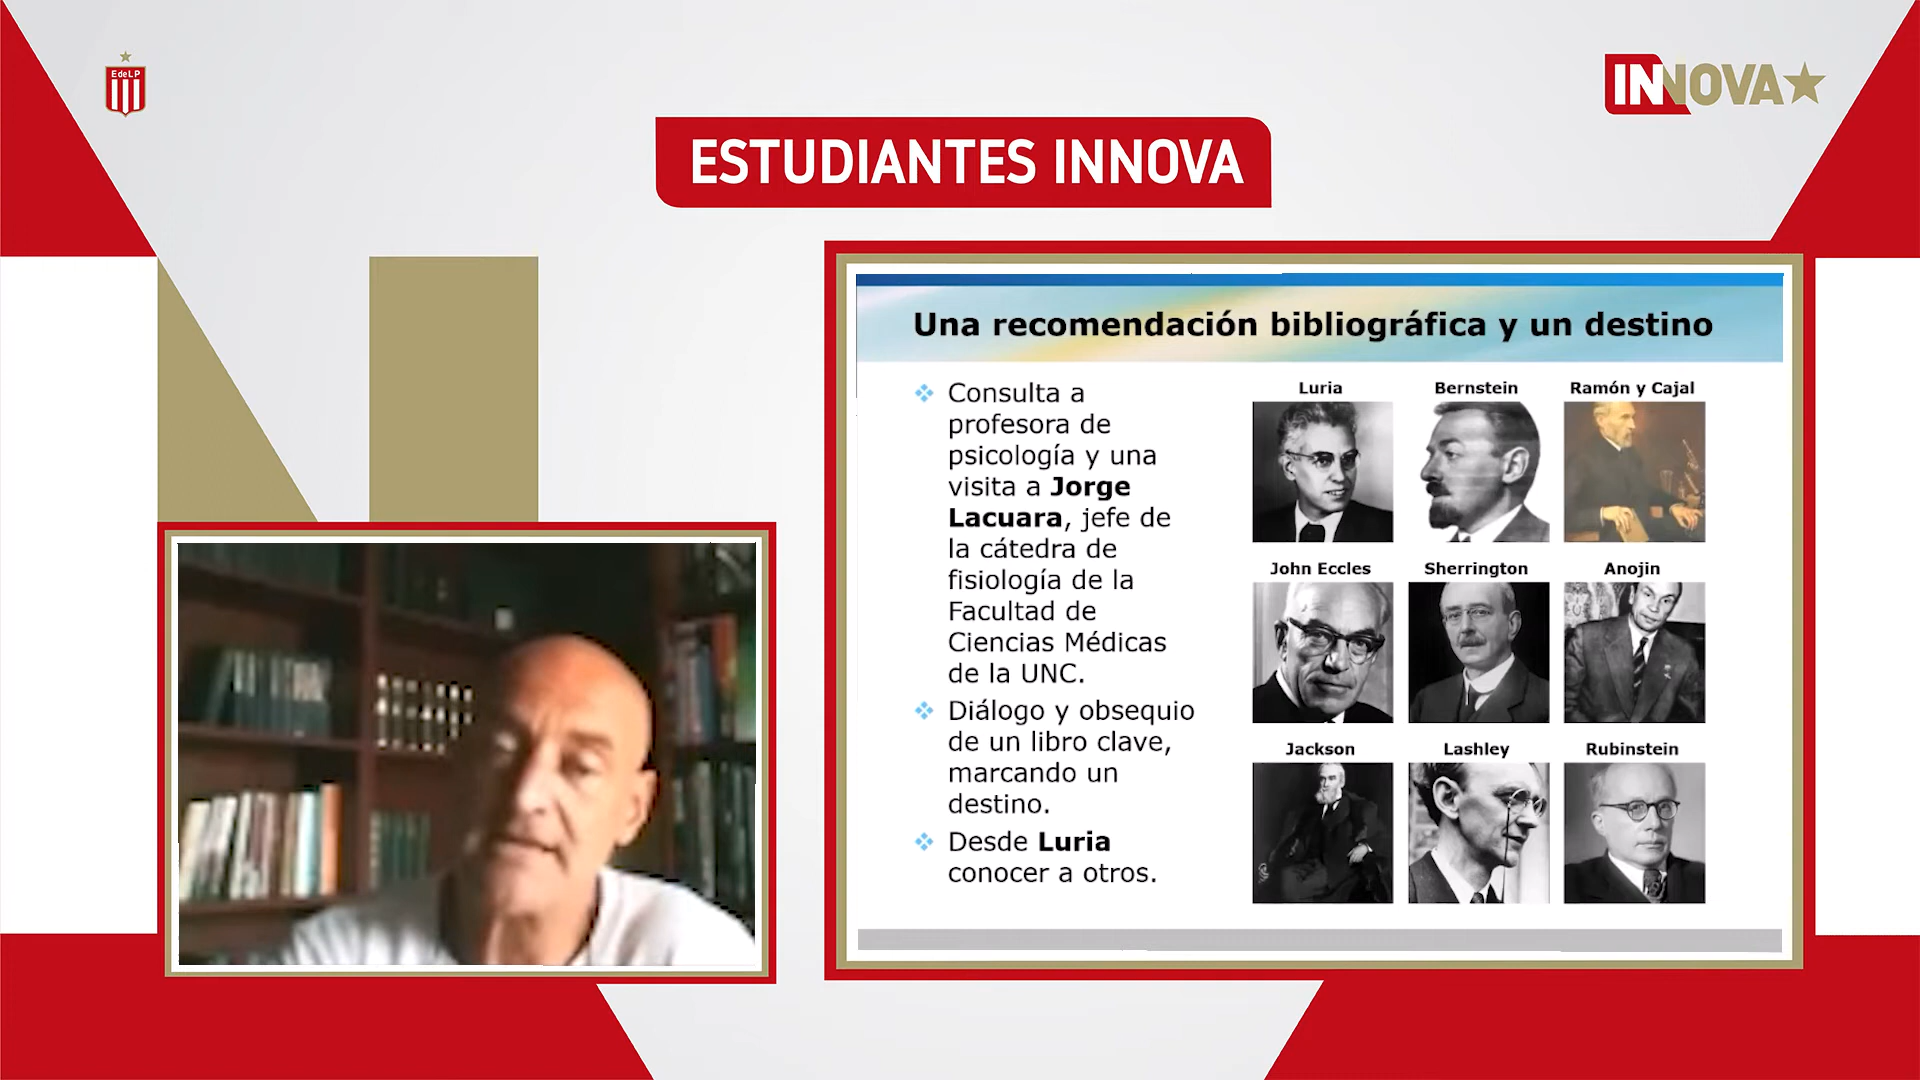 EdeLP
INNOVA
ESTUDIANTES INNOVA
Una recomendación bibliográfica y un destino
Consulta a
profesora de
psicología y una
visita a Jorge
Lacuara, jefe de
la cátedra de
fisiología de la
Facultad de
Ciencias Médicas
de la UNC.
Diálogo y obsequio
de un libro clave,
marcando un
destino.
Desde Luria
conocer a otros.
Luria Bernstein Ramón y Cajal
John Eccles Sherrington Anojin
Jackson Lashley Rubinstein